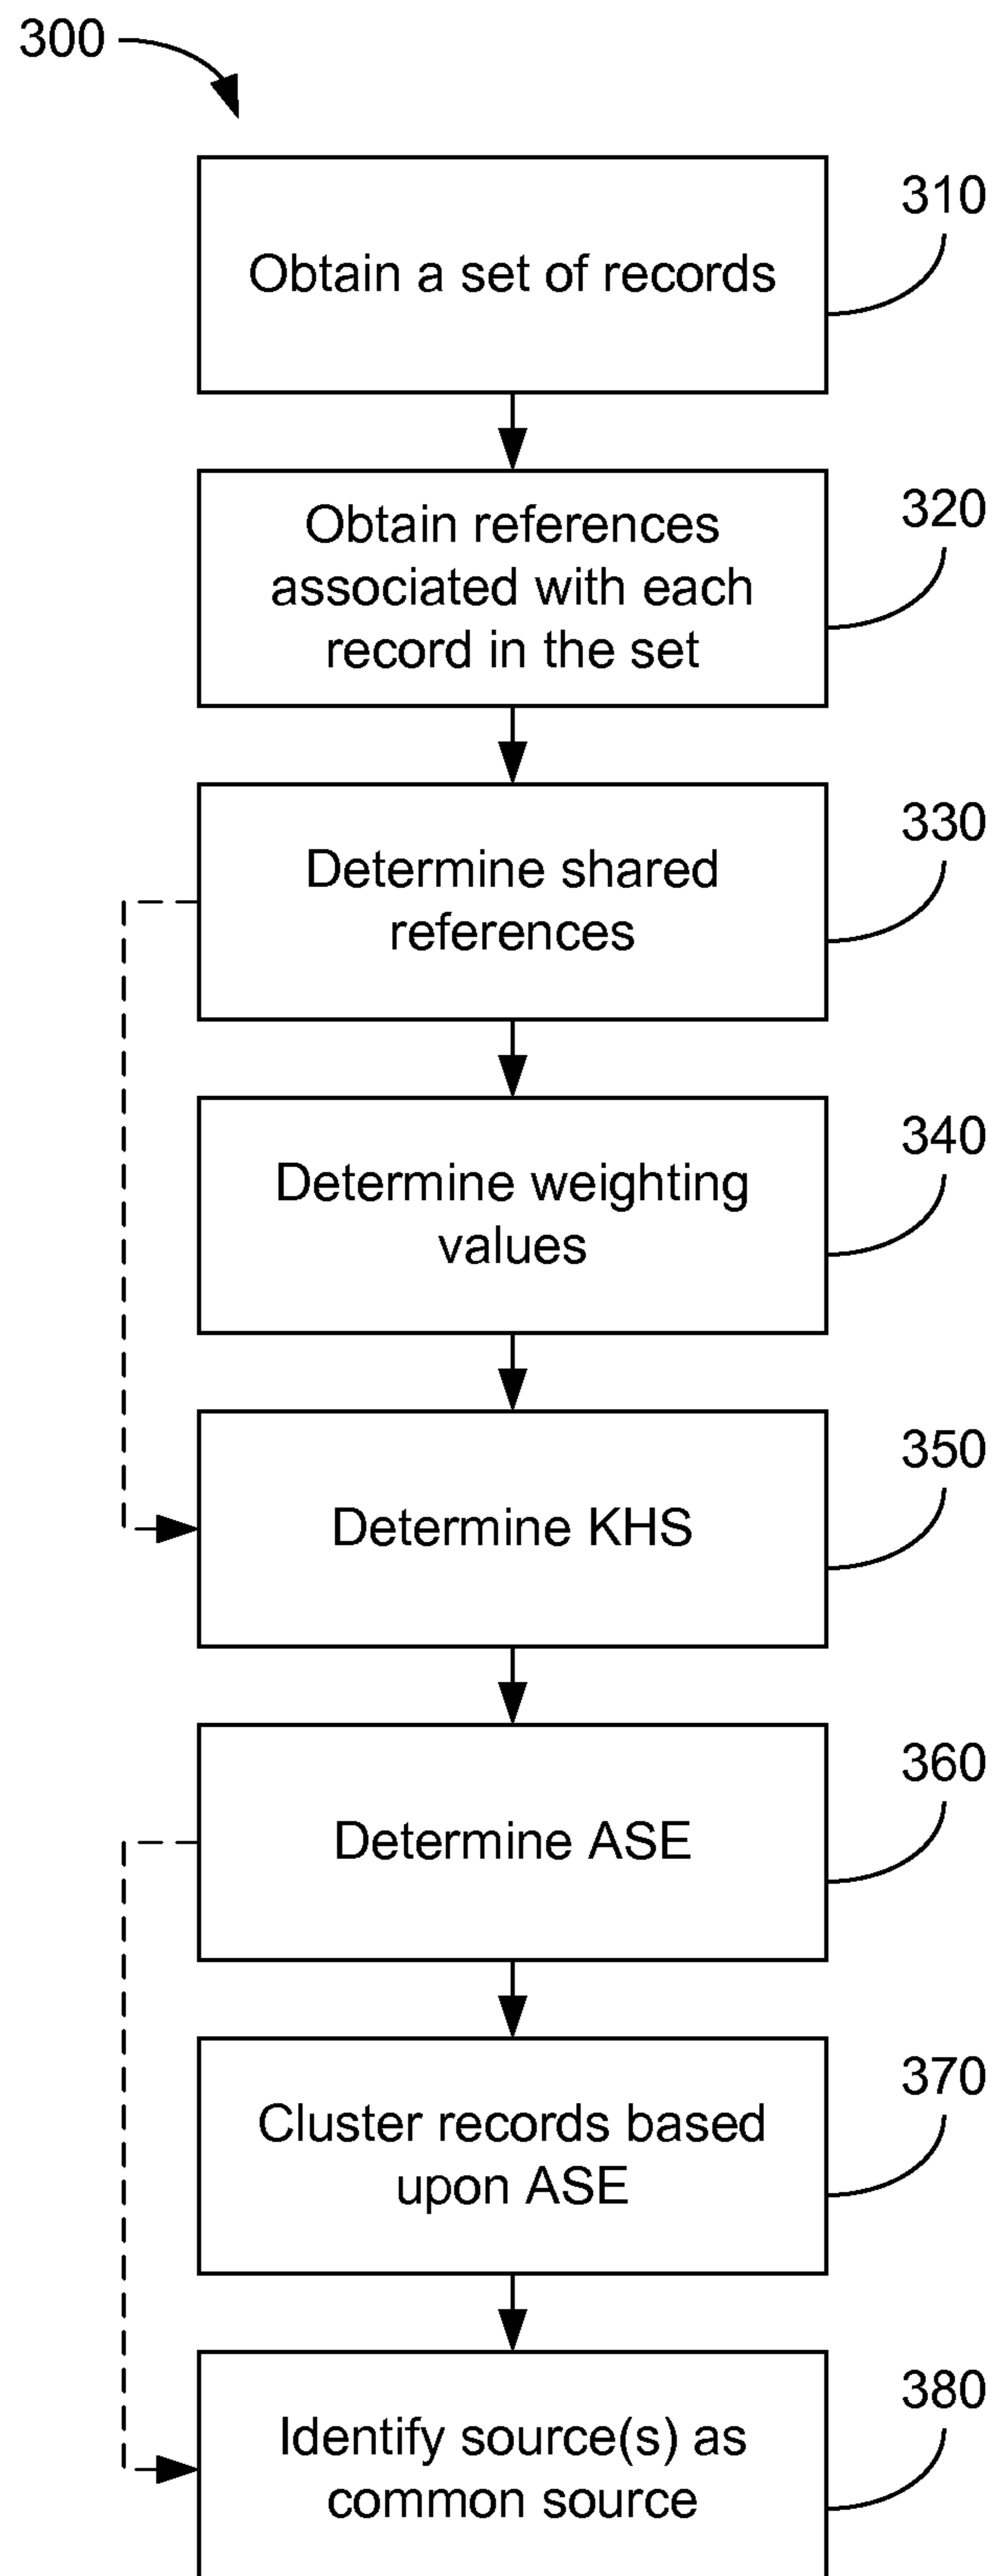 300
310
Obtain a set of records
320
Obtain references
associated with each
record in the set
330
Determine shared
references
340
Determine weighting
values
350
Determine KHS
360
Determine ASE
370
Cluster records based
upon ASE
380
Identify source(s) as
common source